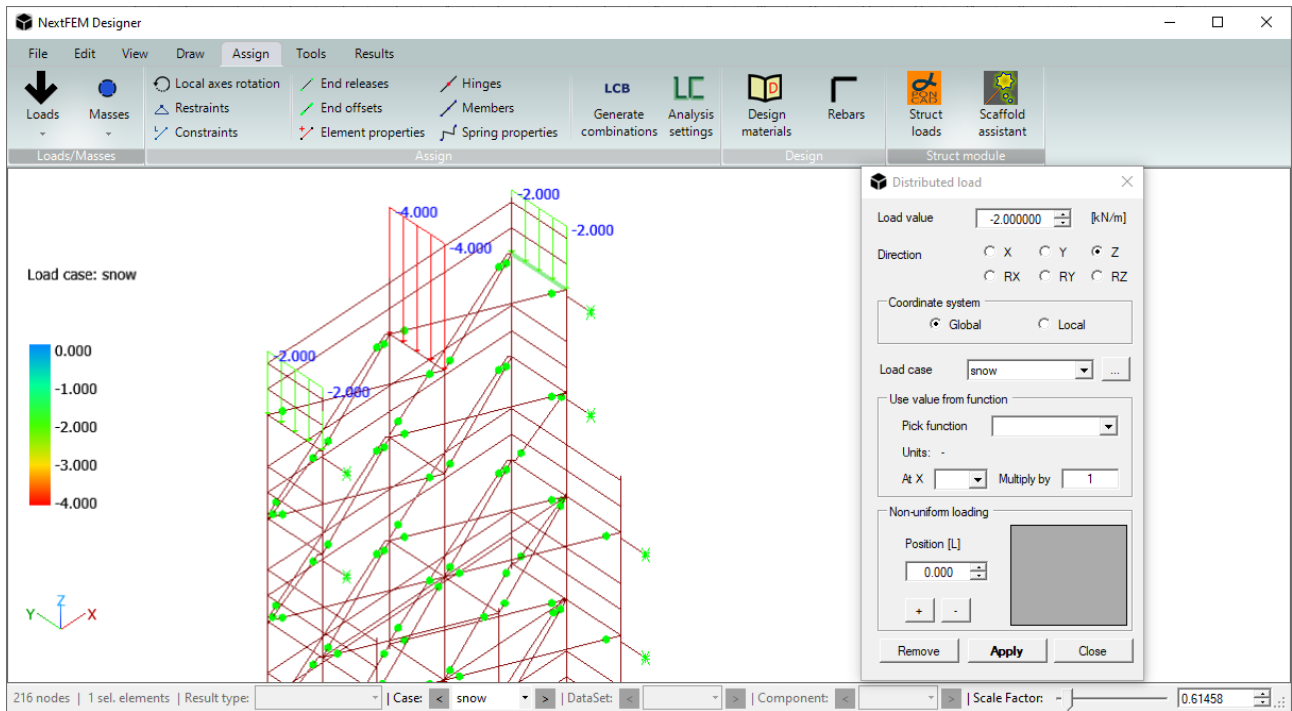 NextFEM Designer
File Edit View Draw Assign Tools Results
Loads
Masses
Local axes rotation
Restraints
Constraints
End releases
End offsets
Element properties
Hinges
Members
Spring properties
LCB
Generate combinations
LC
Analysis settings
D
Design materials
Rebars
PON CAD
Struct loads
Scaffold assistant
Loads/Masses
Assign
Design
Struct module
Load case: snow
0.000
-1.000
-2.000
-3.000
-4.000
-2.000
-4.000
-2.000
-4.000
-2.000
-2.000
Z
Y
X
Distributed load
Load value -2.000000 [kN/m]
Direction X Y Z
RX RY RZ
Coordinate system
Global Local
Load case snow ...
Use value from function
Pick function
Units: -
At X Multiply by 1
Non-uniform loading
Position [L]
0.000
+ -
Remove Apply Close
216 nodes | 1 sel. elements | Result type: | Case: < snow > | DataSet: < > | Component: < > | Scale Factor: 0.61458